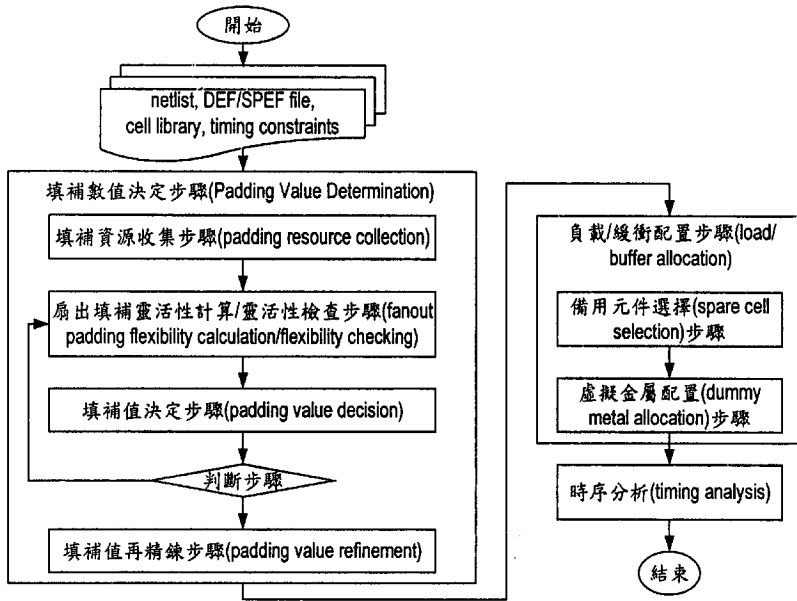 開始
netlist, DEF/SPEF file,
cell library, timing constraints
填補數值決定步驟(Padding Value Determination)
填補資源收集步驟(padding resource collection)
扇出填補靈活性計算/靈活性檢查步驟(fanout
padding flexibility calculation/flexibility checking)
填補值決定步驟(padding value decision)
判斷步驟
填補值再精鍊步驟(padding value refinement)
負載/緩衝配置步驟(load/
buffer allocation)
備用元件選擇(spare cell
selection)步驟
虛擬金屬配置(dummy
metal allocation)步驟
時序分析(timing analysis)
結束